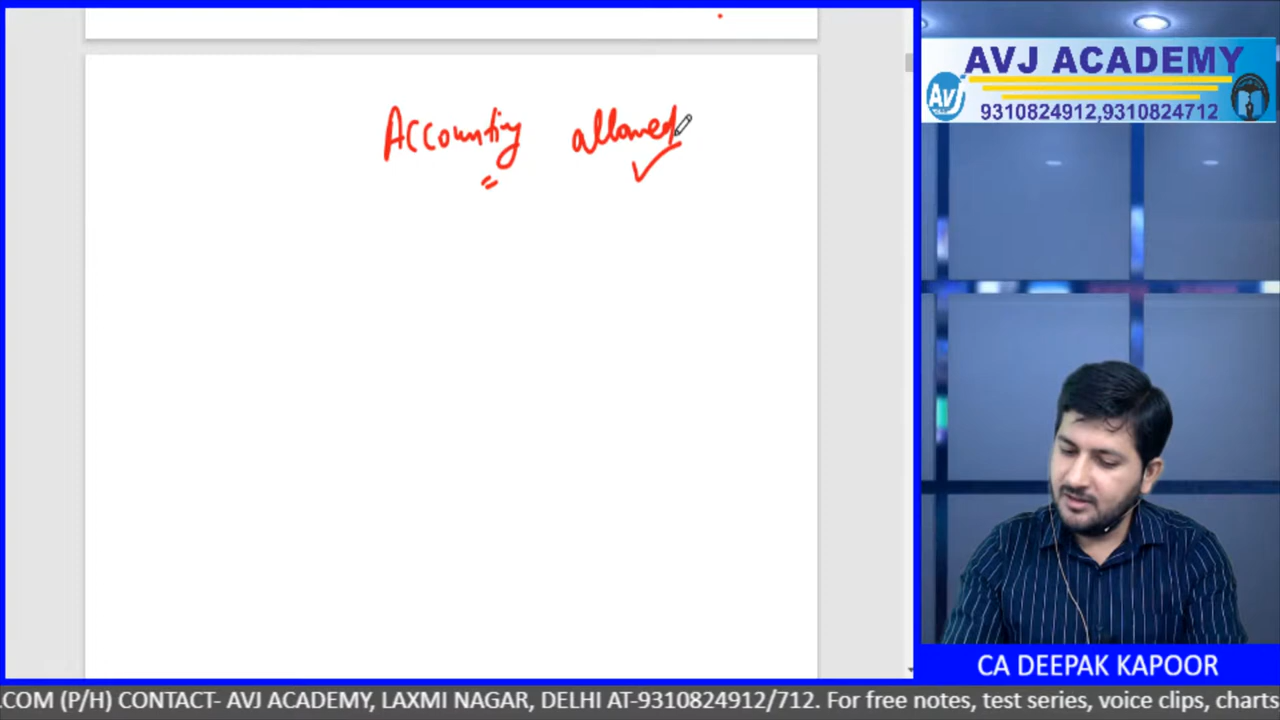 Accounting allowed
AVJ ACADEMY
AV
9310824912,9310824712
CA DEEPAK KAPOOR
.COM (P/H) CONTACT- AVJ ACADEMY, LAXMI NAGAR, DELHI AT-9310824912/712. For free notes, test series, voice clips, charts